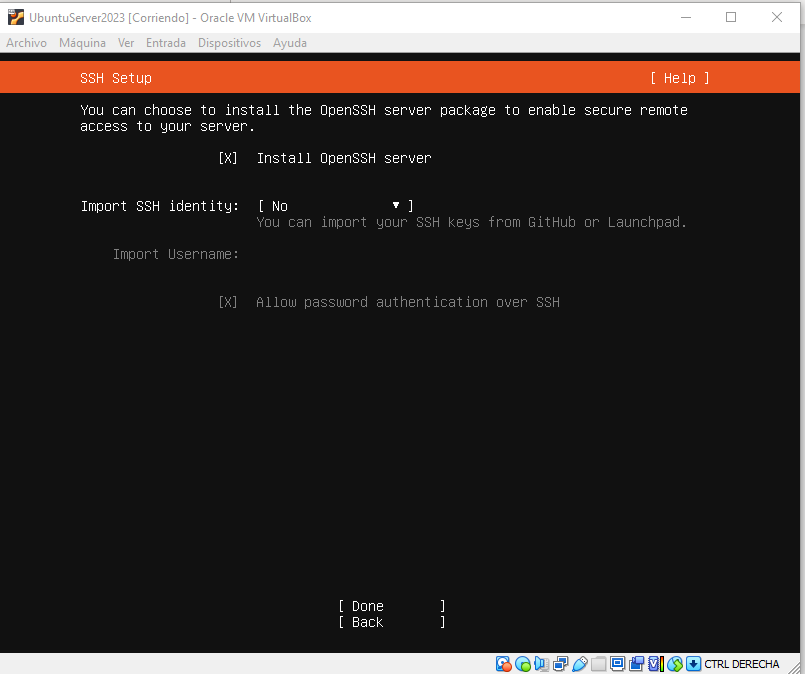 UbuntuServer2023 [Corriendo] - Oracle VM VirtualBox
Archivo Máquina Ver Entrada Dispositivos Ayuda
SSH Setup [ Help ]
You can choose to install the OpenSSH server package to enable secure remote
access to your server.
[X] Install OpenSSH server
Import SSH identity: [ No ▼ ]
You can import your SSH keys from GitHub or Launchpad.
Import Username:
[X] Allow password authentication over SSH
[ Done ]
[ Back ]
CTRL DERECHA